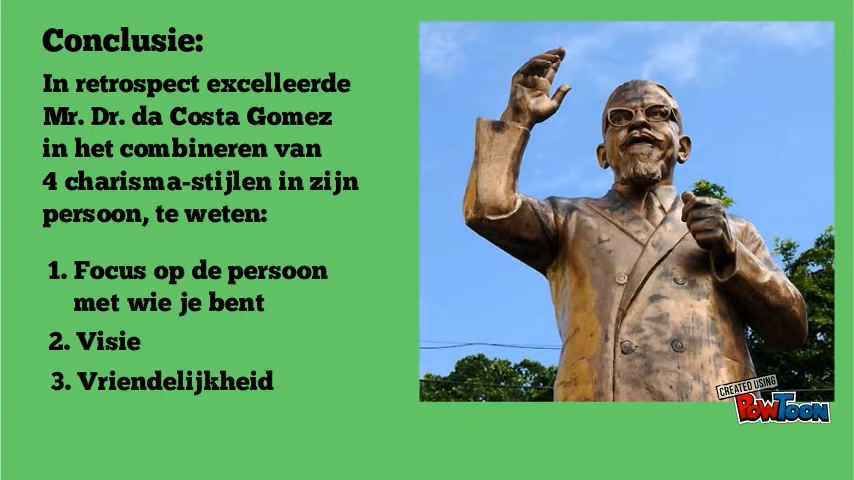 Conclusie:
In retrospect excelleerde
Mr. Dr. da Costa Gomez
in het combineren van
4 charisma-stijlen in zijn
persoon, te weten:
1. Focus op de persoon
met wie je bent
2. Visie
3. Vriendelijkheid
CREATED USING
POWTOON